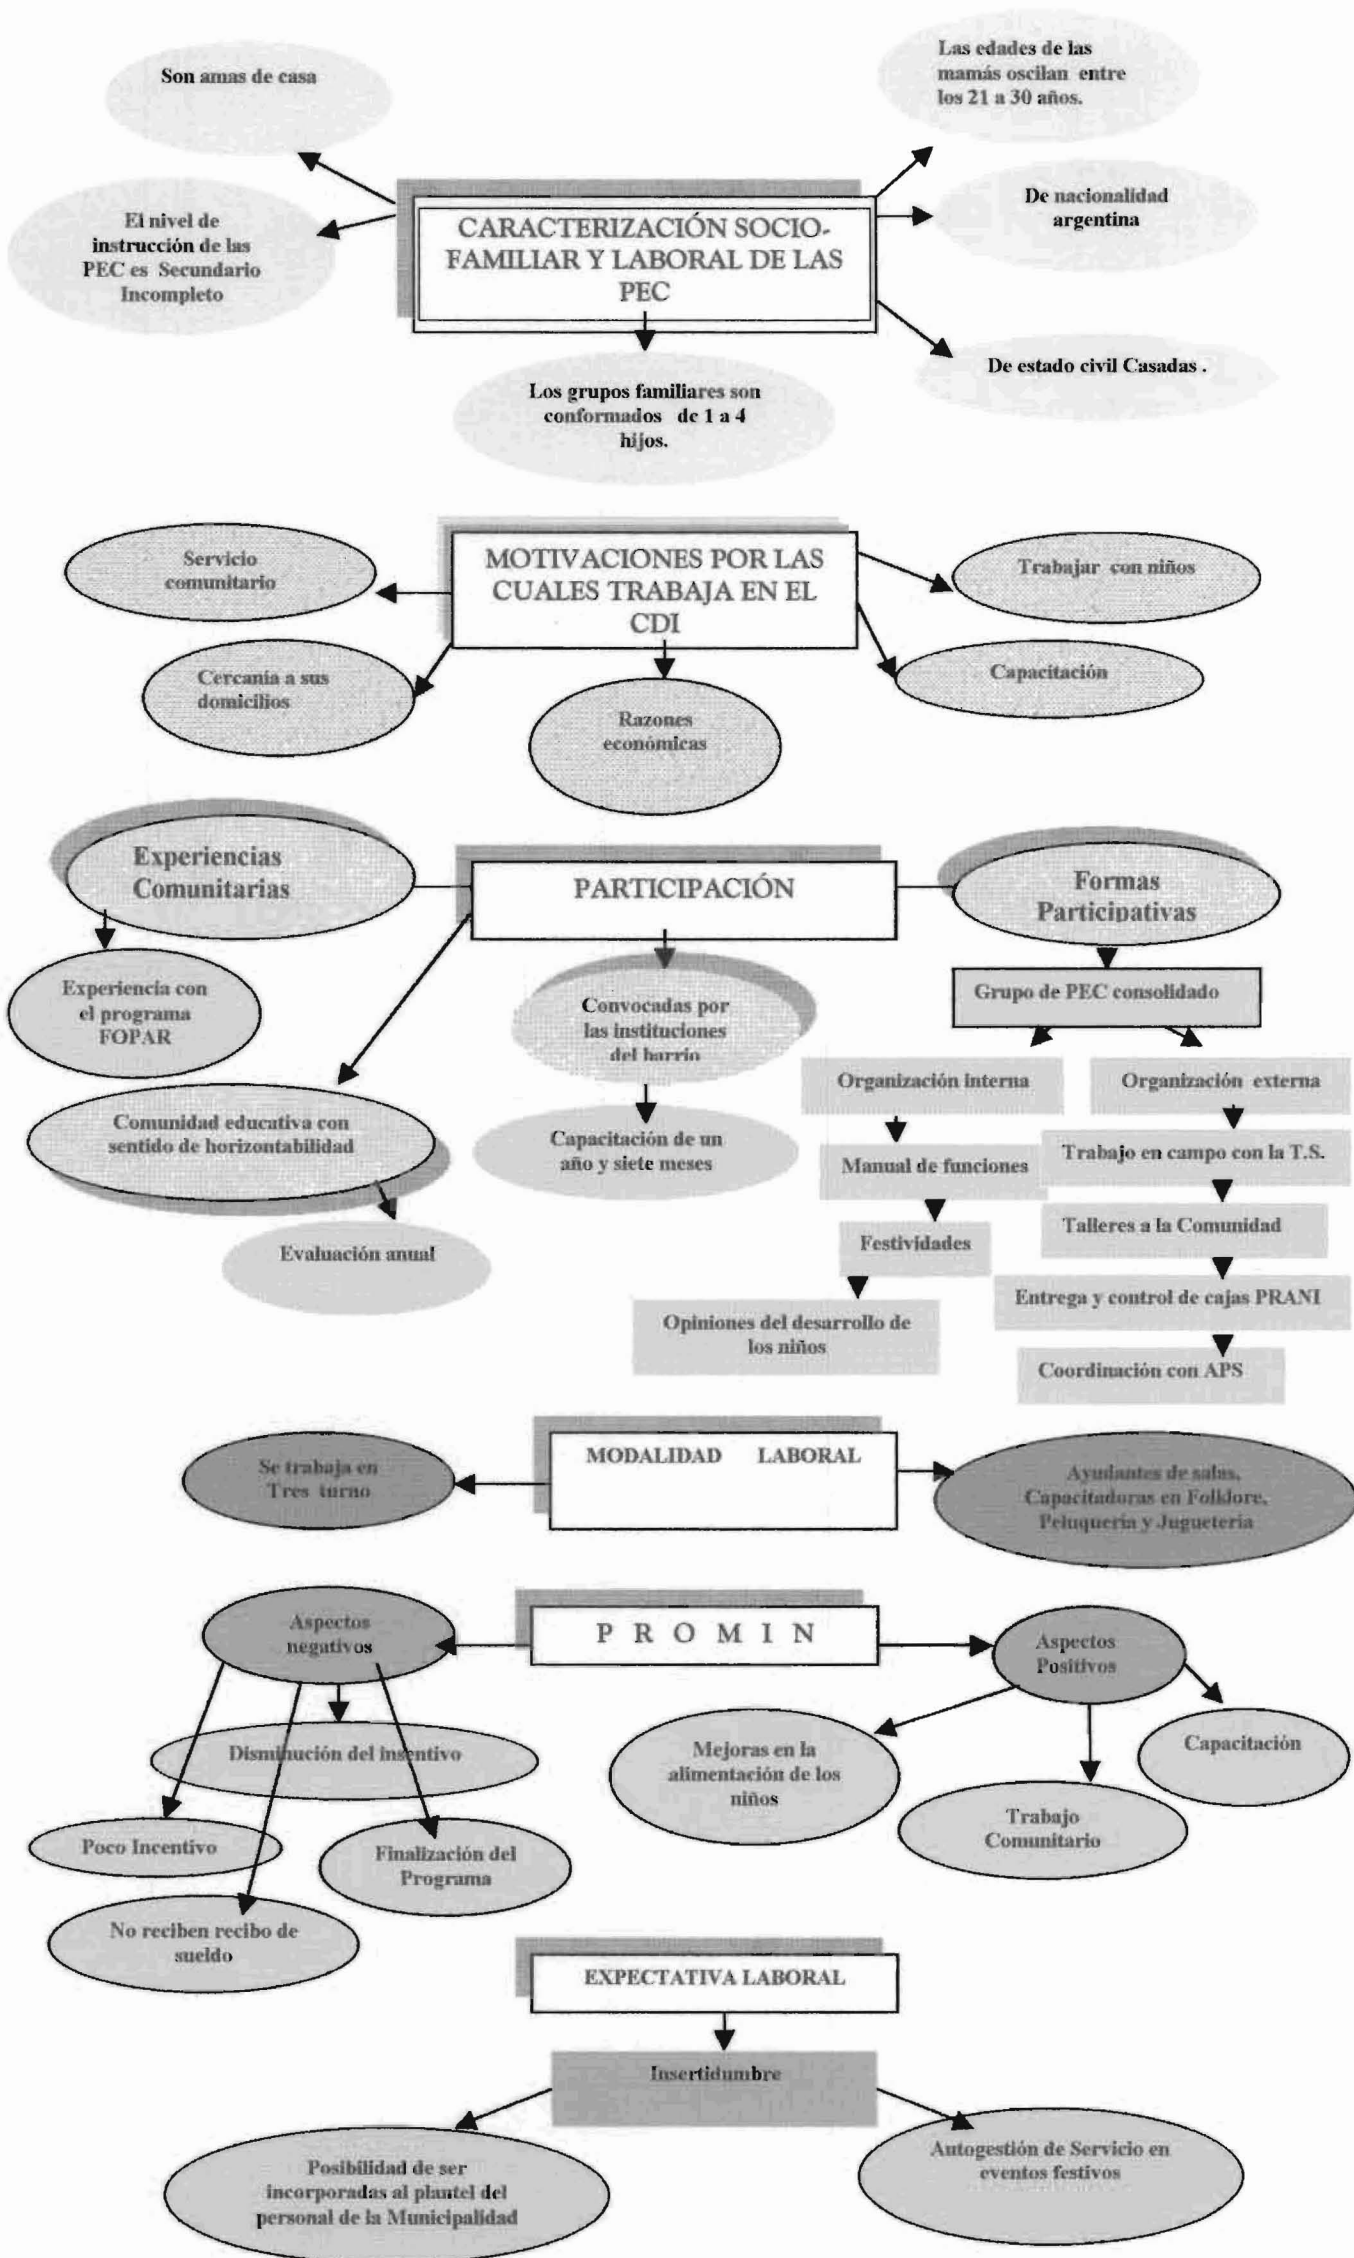 Son amas de casa
Las edades de las
mamás oscilan entre
los 21 a 30 años.
El nivel de
instrucción de las
PEC es Secundario
Incompleto
CARACTERIZACIÓN SOCIO-
FAMILIAR Y LABORAL DE LAS
PEC
De nacionalidad
argentina
De estado civil Casadas .
Los grupos familiares son
conformados de 1 a 4
hijos.
Servicio
comunitario
MOTIVACIONES POR LAS
CUALES TRABAJA EN EL
CDI
Trabajar con niños
Cercanía a sus
domicilios
Razones
económicas
Capacitación
Experiencias
Comunitarias
PARTICIPACIÓN
Formas
Participativas
Experiencia con
el programa
FOPAR
Convocadas por
las instituciones
del barrio
Grupo de PEC consolidado
Organización interna
Organización externa
Comunidad educativa con
sentido de horizontabilidad
Capacitación de un
año y siete meses
Manual de funciones
Trabajo en campo con la T.S.
Evaluación anual
Festividades
Talleres a la Comunidad
Opiniones del desarrollo de
los niños
Entrega y control de cajas PRANI
Coordinación con APS
Se trabaja en
Tres turno
MODALIDAD LABORAL
Ayudantes de salas,
Capacitadoras en Folklore,
Peluquería y Juguetería
Aspectos
negativos
P R O M I N
Aspectos
Positivos
Disminución del insentivo
Mejoras en la
alimentación de los
niños
Capacitación
Poco Incentivo
Finalización del
Programa
Trabajo
Comunitario
No reciben recibo de
sueldo
EXPECTATIVA LABORAL
Insertidumbre
Posibilidad de ser
incorporadas al plantel del
personal de la Municipalidad
Autogestión de Servicio en
eventos festivos